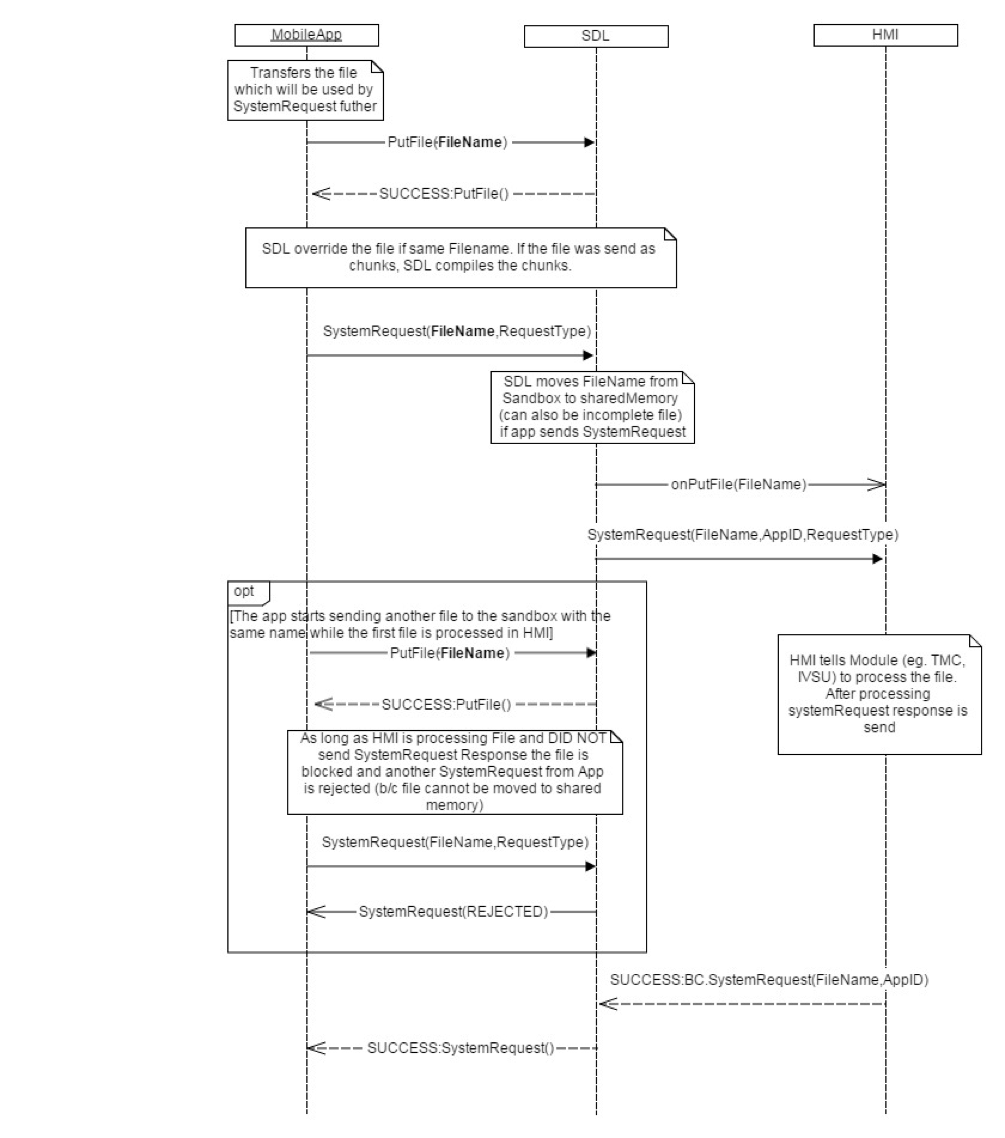 MobileApp
SDL
HMI
Transfers the file
which will be used by
SystemRequest futher
PutFile(FileName)
SUCCESS:PutFile()
SDL override the file if same Filename. If the file was send as
chunks, SDL compiles the chunks.
SystemRequest(FileName,RequestType)
SDL moves FileName from
Sandbox to sharedMemory
(can also be incomplete file)
if app sends SystemRequest
onPutFile(FileName)
SystemRequest(FileName,AppID,RequestType)
opt
[The app starts sending another file to the sandbox with the
same name while the first file is processed in HMI]
PutFile(FileName)
HMI tells Module (eg. TMC,
IVSU) to process the file.
After processing
systemRequest response is
send
SUCCESS:PutFile()
As long as HMI is processing File and DID NOT
send SystemRequest Response the file is
blocked and another SystemRequest from App
is rejected (b/c file cannot be moved to shared
memory)
SystemRequest(FileName,RequestType)
SystemRequest(REJECTED)
SUCCESS:BC.SystemRequest(FileName,AppID)
SUCCESS:SystemRequest()